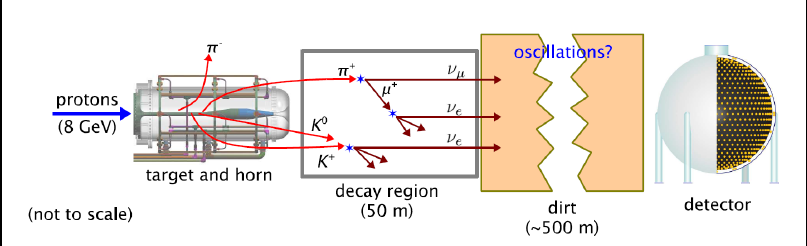 π⁻
oscillations?
π⁺
ν_μ
μ⁺
protons
(8 GeV)
ν_e
K⁰
ν_e
K⁺
target and horn
decay region
(50 m)
dirt
(~500 m)
detector
(not to scale)